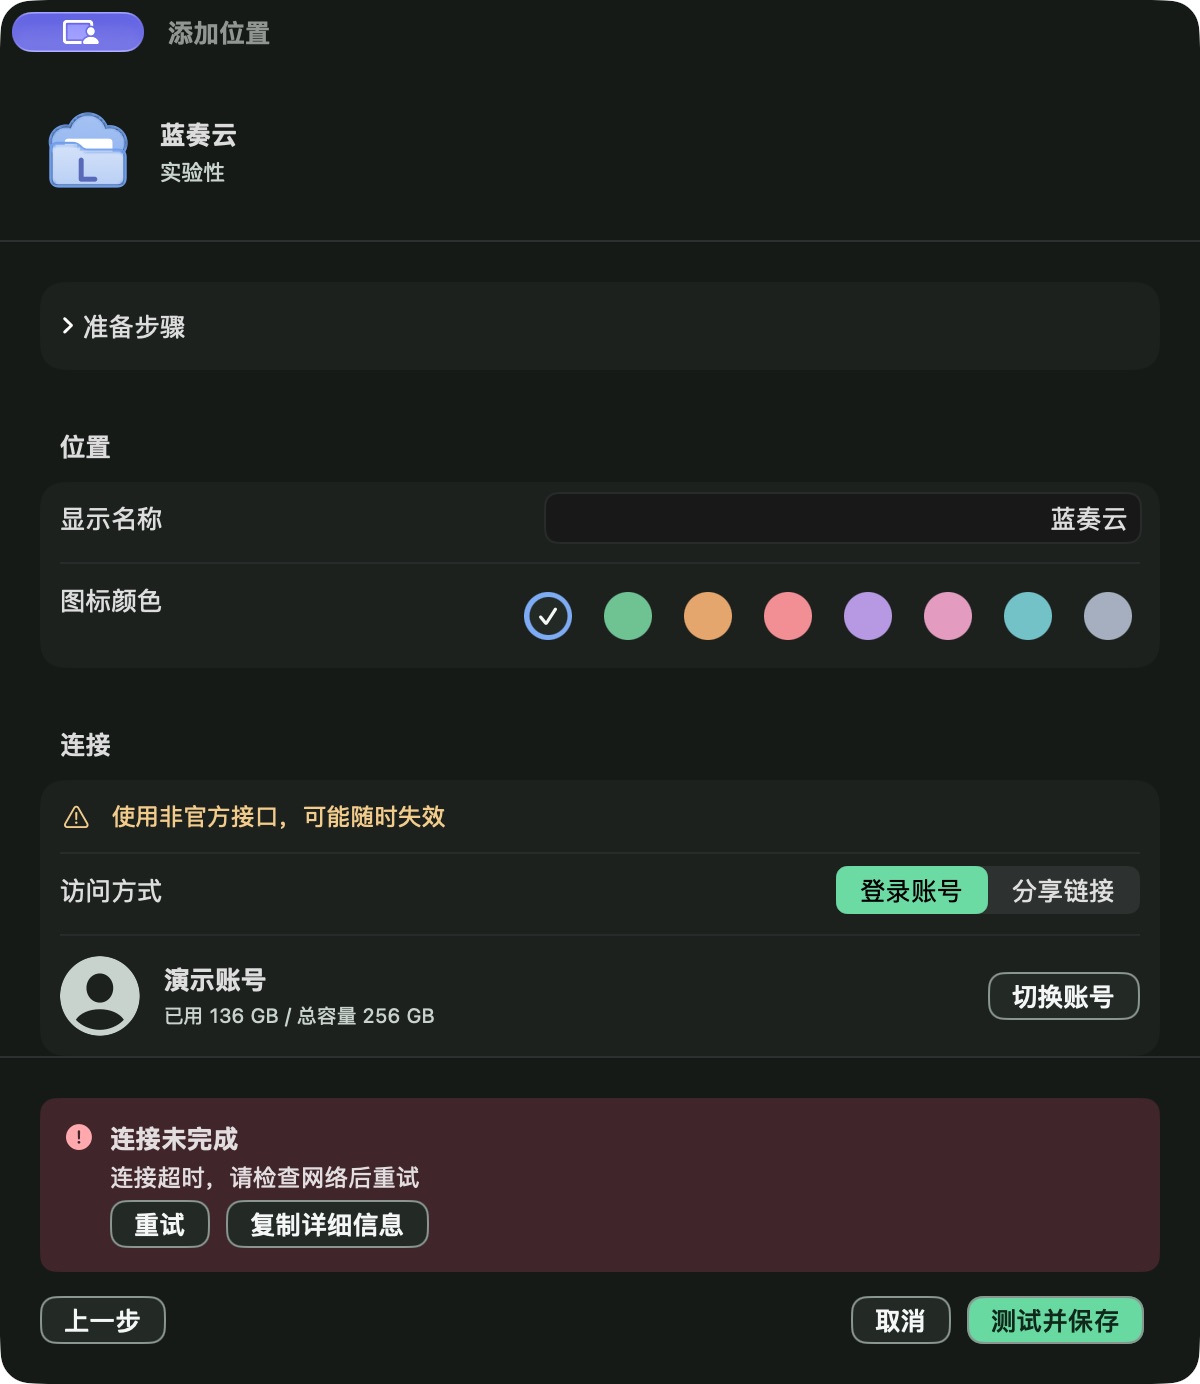 添加位置
蓝奏云
实验性
L
准备步骤
位置
显示名称 蓝奏云
图标颜色
连接
使用非官方接口，可能随时失效
访问方式 登录账号 分享链接
演示账号
已用 136 GB / 总容量 256 GB
切换账号
连接未完成
连接超时，请检查网络后重试
重试 复制详细信息
上一步 取消 测试并保存